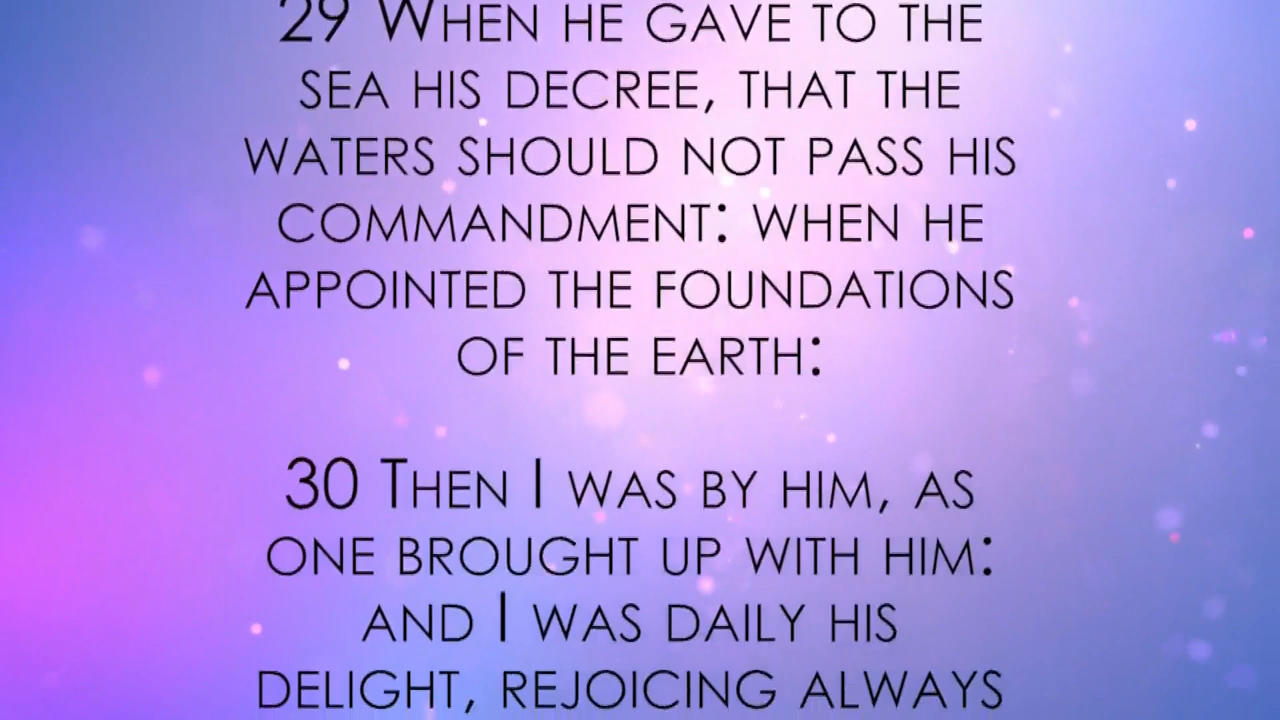 29 When he gave to the
sea his decree, that the
waters should not pass his
commandment: when he
appointed the foundations
of the earth:
30 Then I was by him, as
one brought up with him:
and I was daily his
delight, rejoicing always